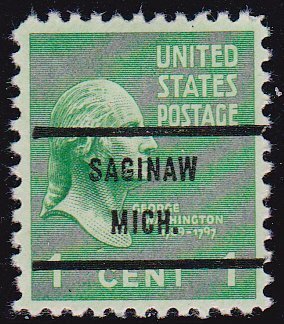 UNITED
STATES
POSTAGE
SAGINAW
MICH.
GEORGE
WASHINGTON
1732-1797
1 CENT 1